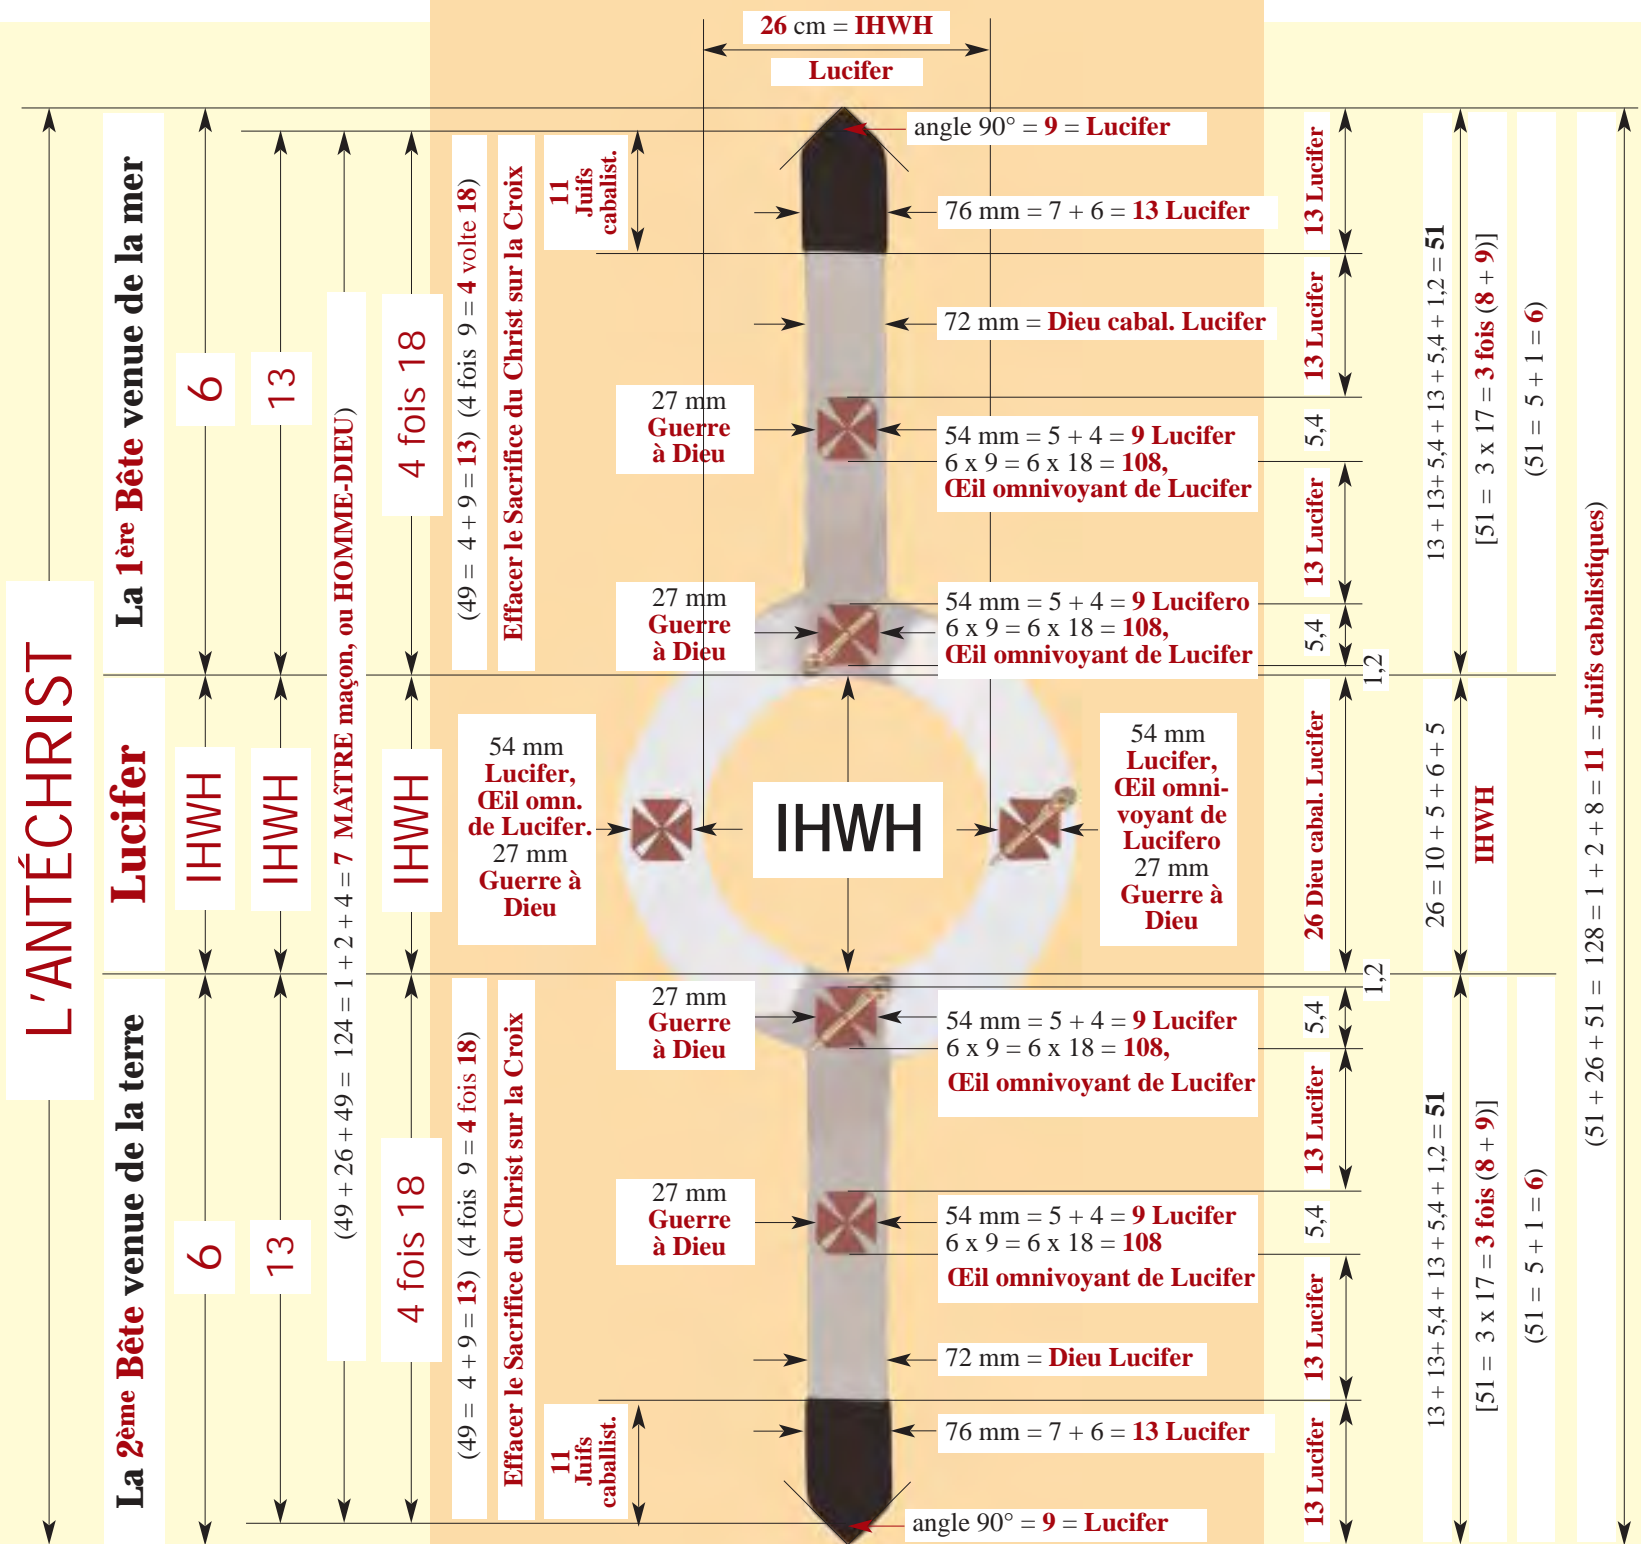 26 cm = IHWH
Lucifer
angle 90° = 9 = Lucifer
76 mm = 7 + 6 = 13 Lucifer
72 mm = Dieu cabal. Lucifer
27 mm
Guerre
à Dieu
54 mm = 5 + 4 = 9 Lucifer
6 x 9 = 6 x 18 = 108,
Œil omnivoyant de Lucifer
27 mm
Guerre
à Dieu
54 mm = 5 + 4 = 9 Lucifero
6 x 9 = 6 x 18 = 108,
Œil omnivoyant de Lucifer
54 mm
Lucifer,
Œil omn.
de Lucifer.
27 mm
Guerre à
Dieu
IHWH
54 mm
Lucifer,
Œil omni-
voyant de
Lucifero
27 mm
Guerre à
Dieu
27 mm
Guerre
à Dieu
54 mm = 5 + 4 = 9 Lucifer
6 x 9 = 6 x 18 = 108,
Œil omnivoyant de Lucifer
27 mm
Guerre
à Dieu
54 mm = 5 + 4 = 9 Lucifer
6 x 9 = 6 x 18 = 108
Œil omnivoyant de Lucifer
72 mm = Dieu Lucifer
76 mm = 7 + 6 = 13 Lucifer
angle 90° = 9 = Lucifer
L'ANTÉCHRIST
La 1ère Bête venue de la mer
Lucifer
La 2ème Bête venue de la terre
6
IHWH
6
13
IHWH
13
(49 + 26 + 49 = 124 = 1 + 2 + 4 = 7 MAÎTRE maçon, ou HOMME-DIEU)
4 fois 18
IHWH
4 fois 18
(49 = 4 + 9 = 13) (4 fois 9 = 4 volte 18)
Effacer le Sacrifice du Christ sur la Croix
11
Juifs
cabalist.
(49 = 4 + 9 = 13) (4 fois 9 = 4 fois 18)
Effacer le Sacrifice du Christ sur la Croix
11
Juifs
caballist.
13 Lucifer
13 Lucifer
5,4
13 Lucifer
5,4
1,2
26 Dieu cabal. Lucifer
1,2
5,4
13 Lucifer
5,4
13 Lucifer
13 Lucifer
13 + 13+ 5,4 + 13 + 5,4 + 1,2 = 51
[51 = 3 x 17 = 3 fois (8 + 9)]
(51 = 5 + 1 = 6)
26 = 10 + 5 + 6 + 5
IHWH
13 + 13+ 5,4 + 13 + 5,4 + 1,2 = 51
[51 = 3 x 17 = 3 fois (8 + 9)]
(51 = 5 + 1 = 6)
(51 + 26 + 51 = 128 = 1 + 2 + 8 = 11 = Juifs cabalistiques)